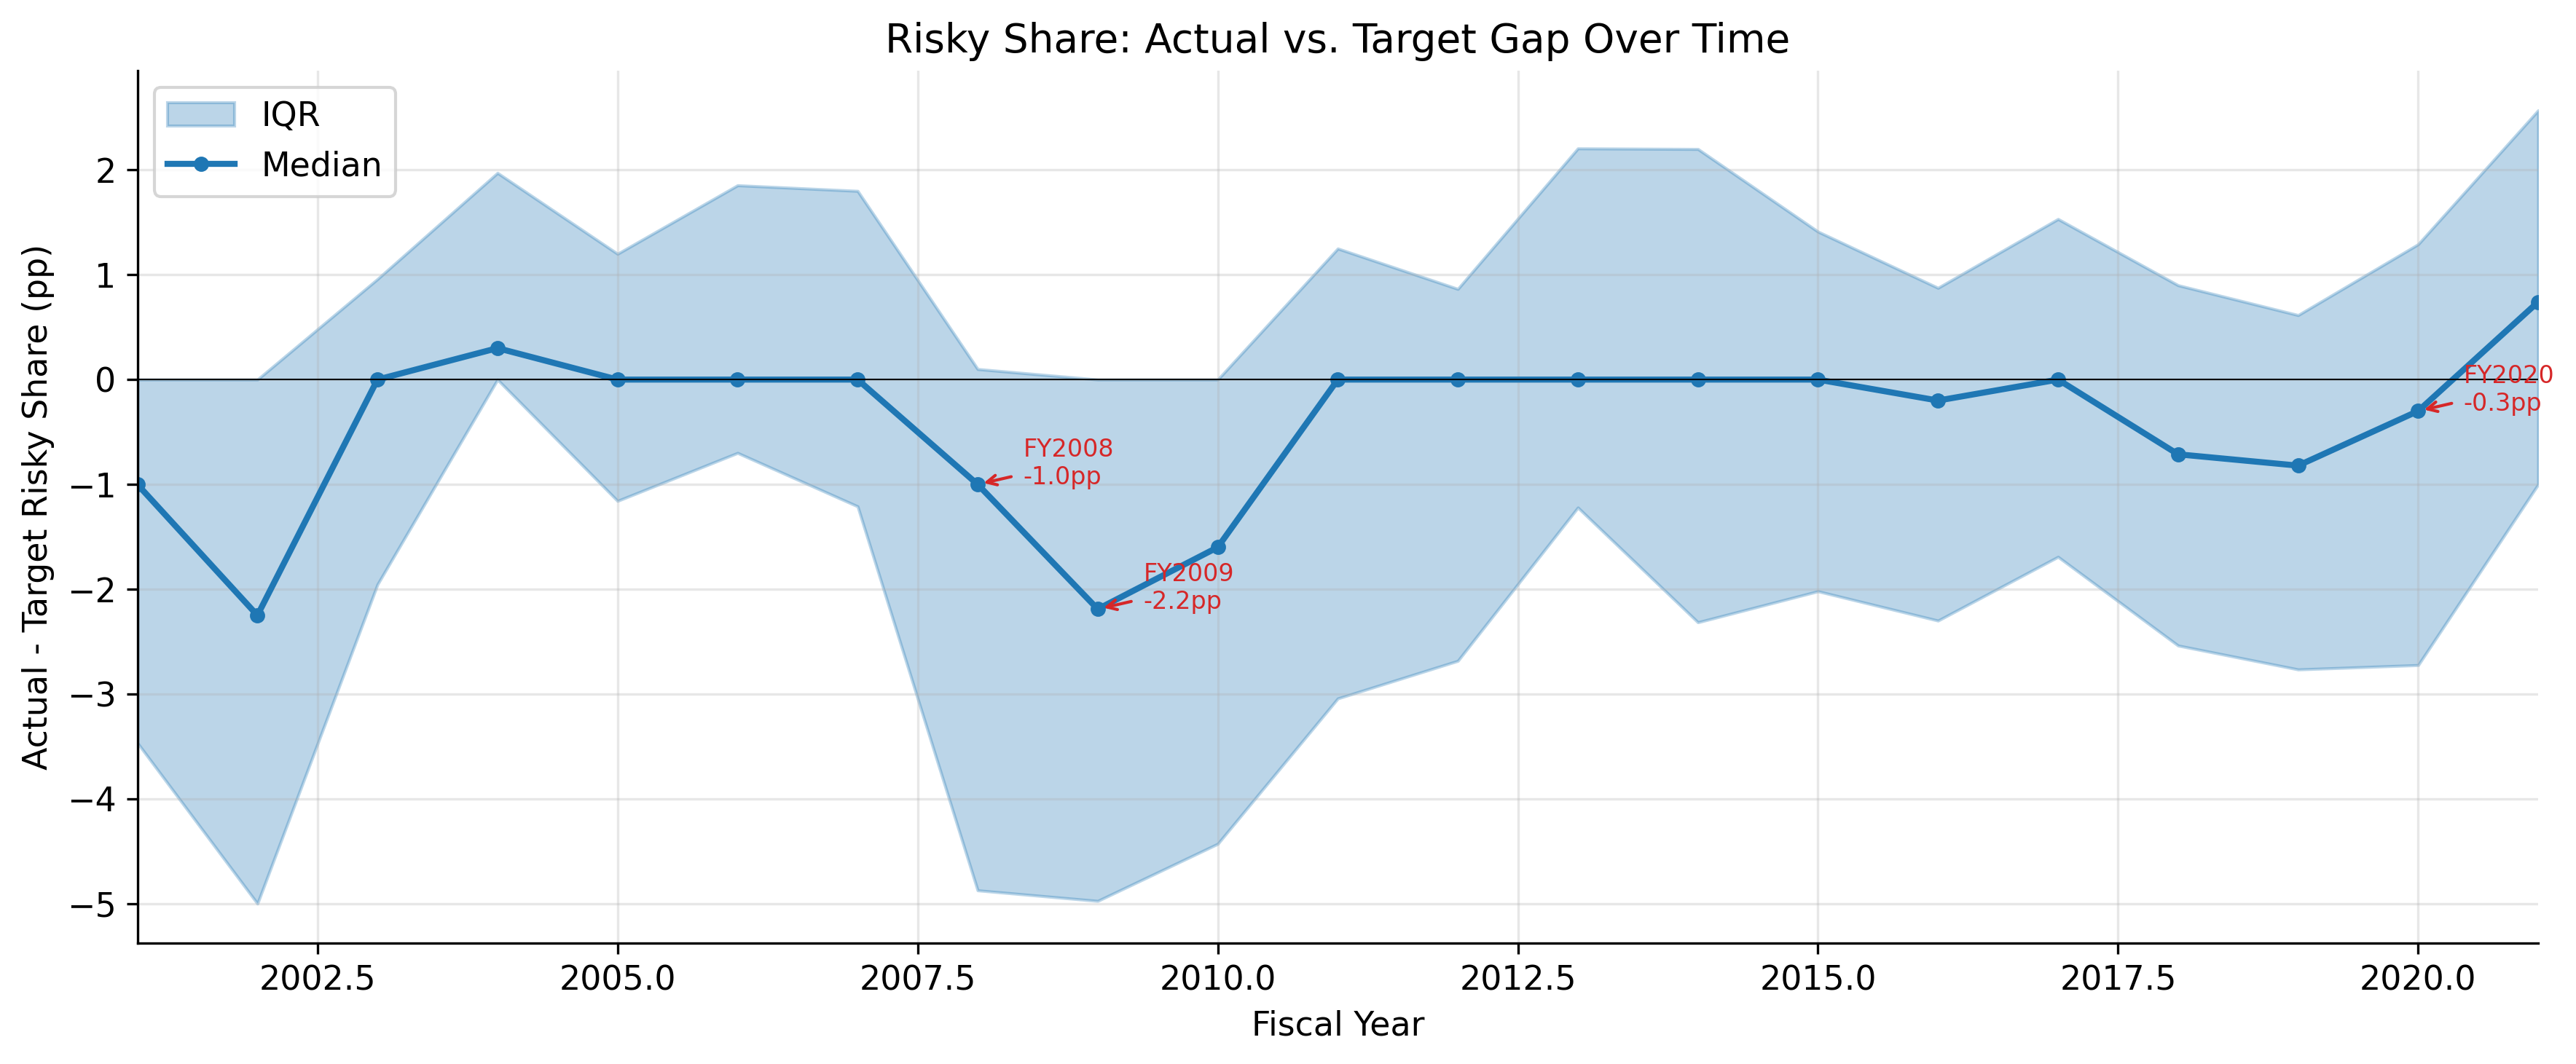 Risky Share: Actual vs. Target Gap Over Time
IQR
Median
Actual - Target Risky Share (pp)
2
1
0
−1
−2
−3
−4
−5
FY2008
-1.0pp
FY2009
-2.2pp
FY2020
-0.3pp
2002.5
2005.0
2007.5
2010.0
2012.5
2015.0
2017.5
2020.0
Fiscal Year